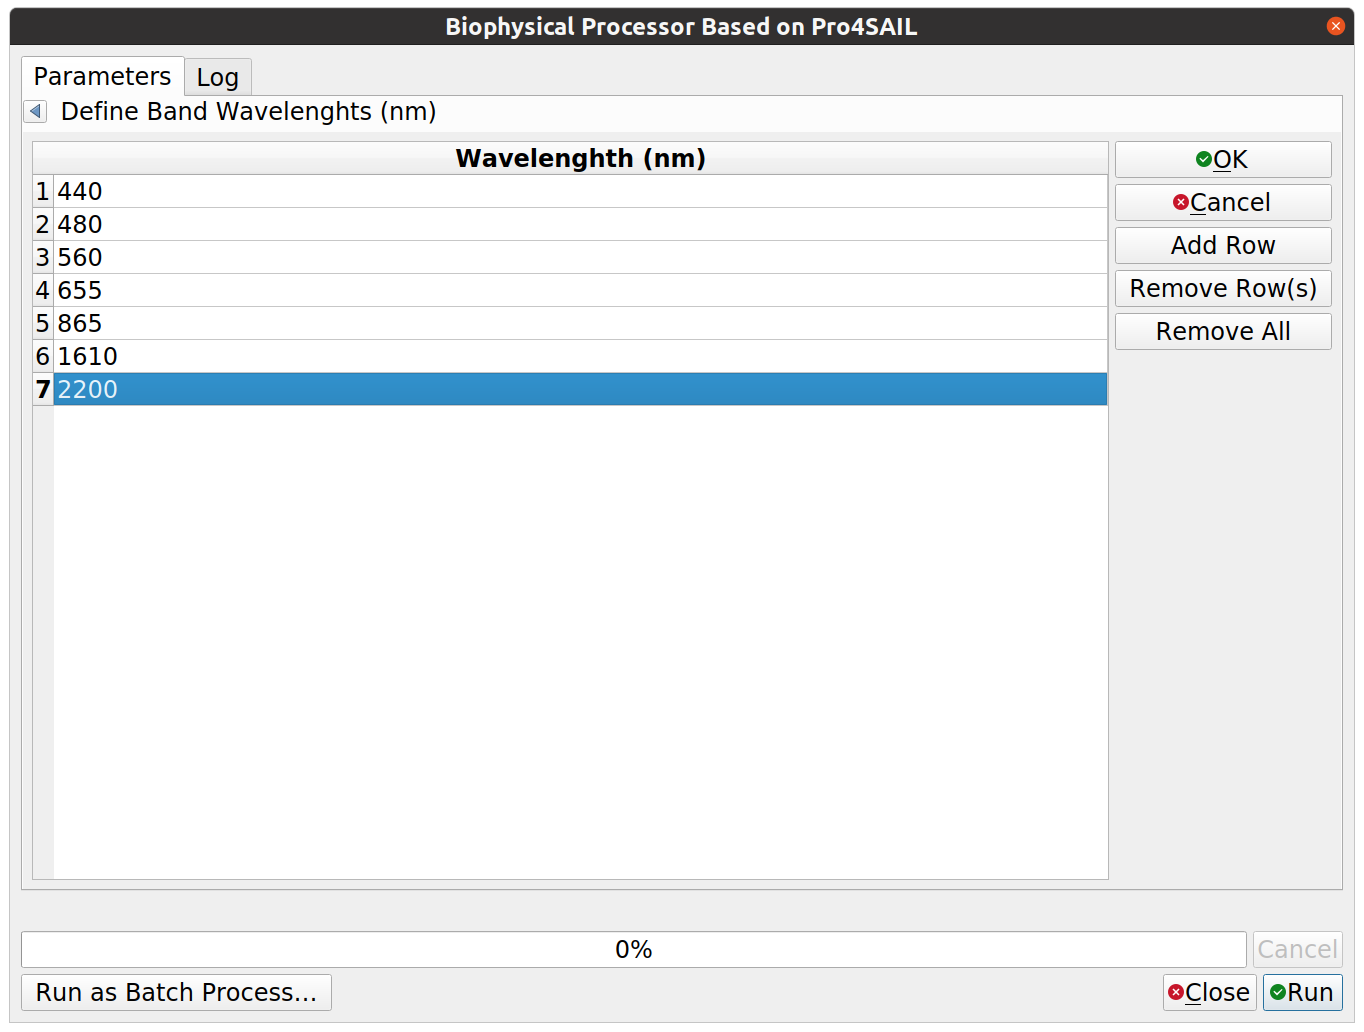 Biophysical Processor Based on Pro4SAIL
Parameters
Log
Define Band Wavelenghts (nm)
Wavelenghth (nm)
1 440
2 480
3 560
4 655
5 865
6 1610
7 2200
OK
Cancel
Add Row
Remove Row(s)
Remove All
0%
Cancel
Run as Batch Process...
Close
Run